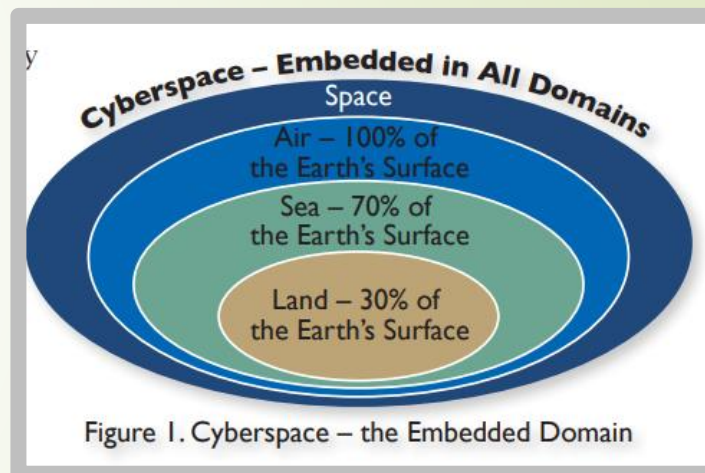 y
Cyberspace – Embedded in All Domains
Space
Air – 100% of
the Earth's Surface
Sea – 70% of
the Earth's Surface
Land – 30% of
the Earth's Surface
Figure 1. Cyberspace – the Embedded Domain